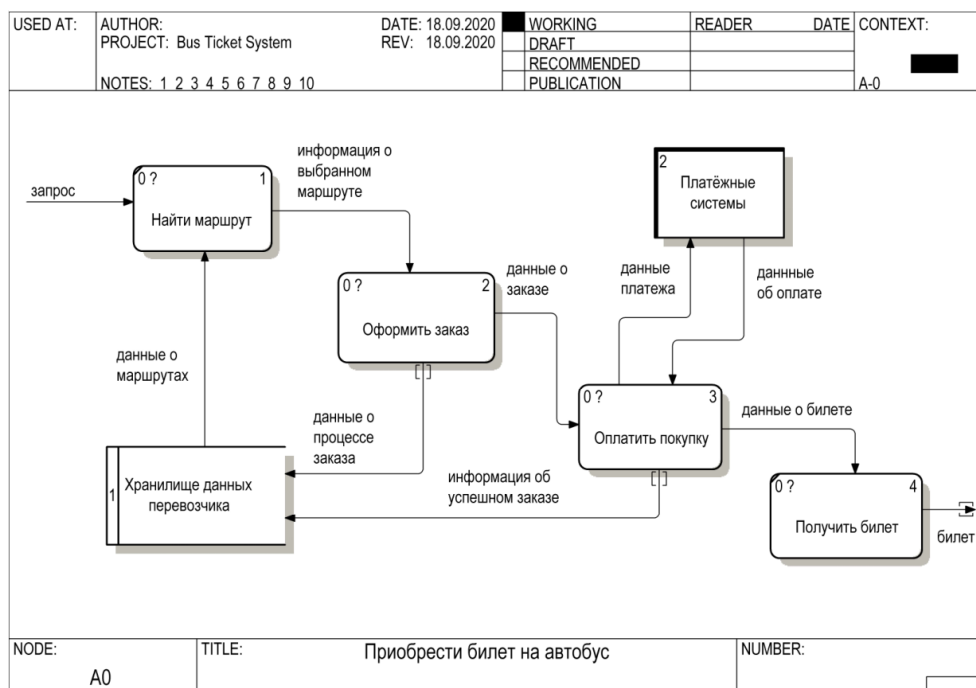 USED AT:
AUTHOR:
DATE: 18.09.2020
PROJECT: Bus Ticket System
REV: 18.09.2020
NOTES: 1 2 3 4 5 6 7 8 9 10
WORKING
DRAFT
RECOMMENDED
PUBLICATION
READER
DATE
CONTEXT:
A-0
запрос
0 ?
1
Найти маршрут
информация о
выбранном
маршруте
2
Платёжные
системы
0 ?
2
Оформить заказ
данные о
заказе
данные
платежа
даннные
об оплате
данные о
маршрутах
0 ?
3
Оплатить покупку
данные о билете
данные о
процессе
заказа
1
Хранилище данных
перевозчика
информация об
успешном заказе
0 ?
4
Получить билет
билет
NODE:
A0
TITLE:
Приобрести билет на автобус
NUMBER: